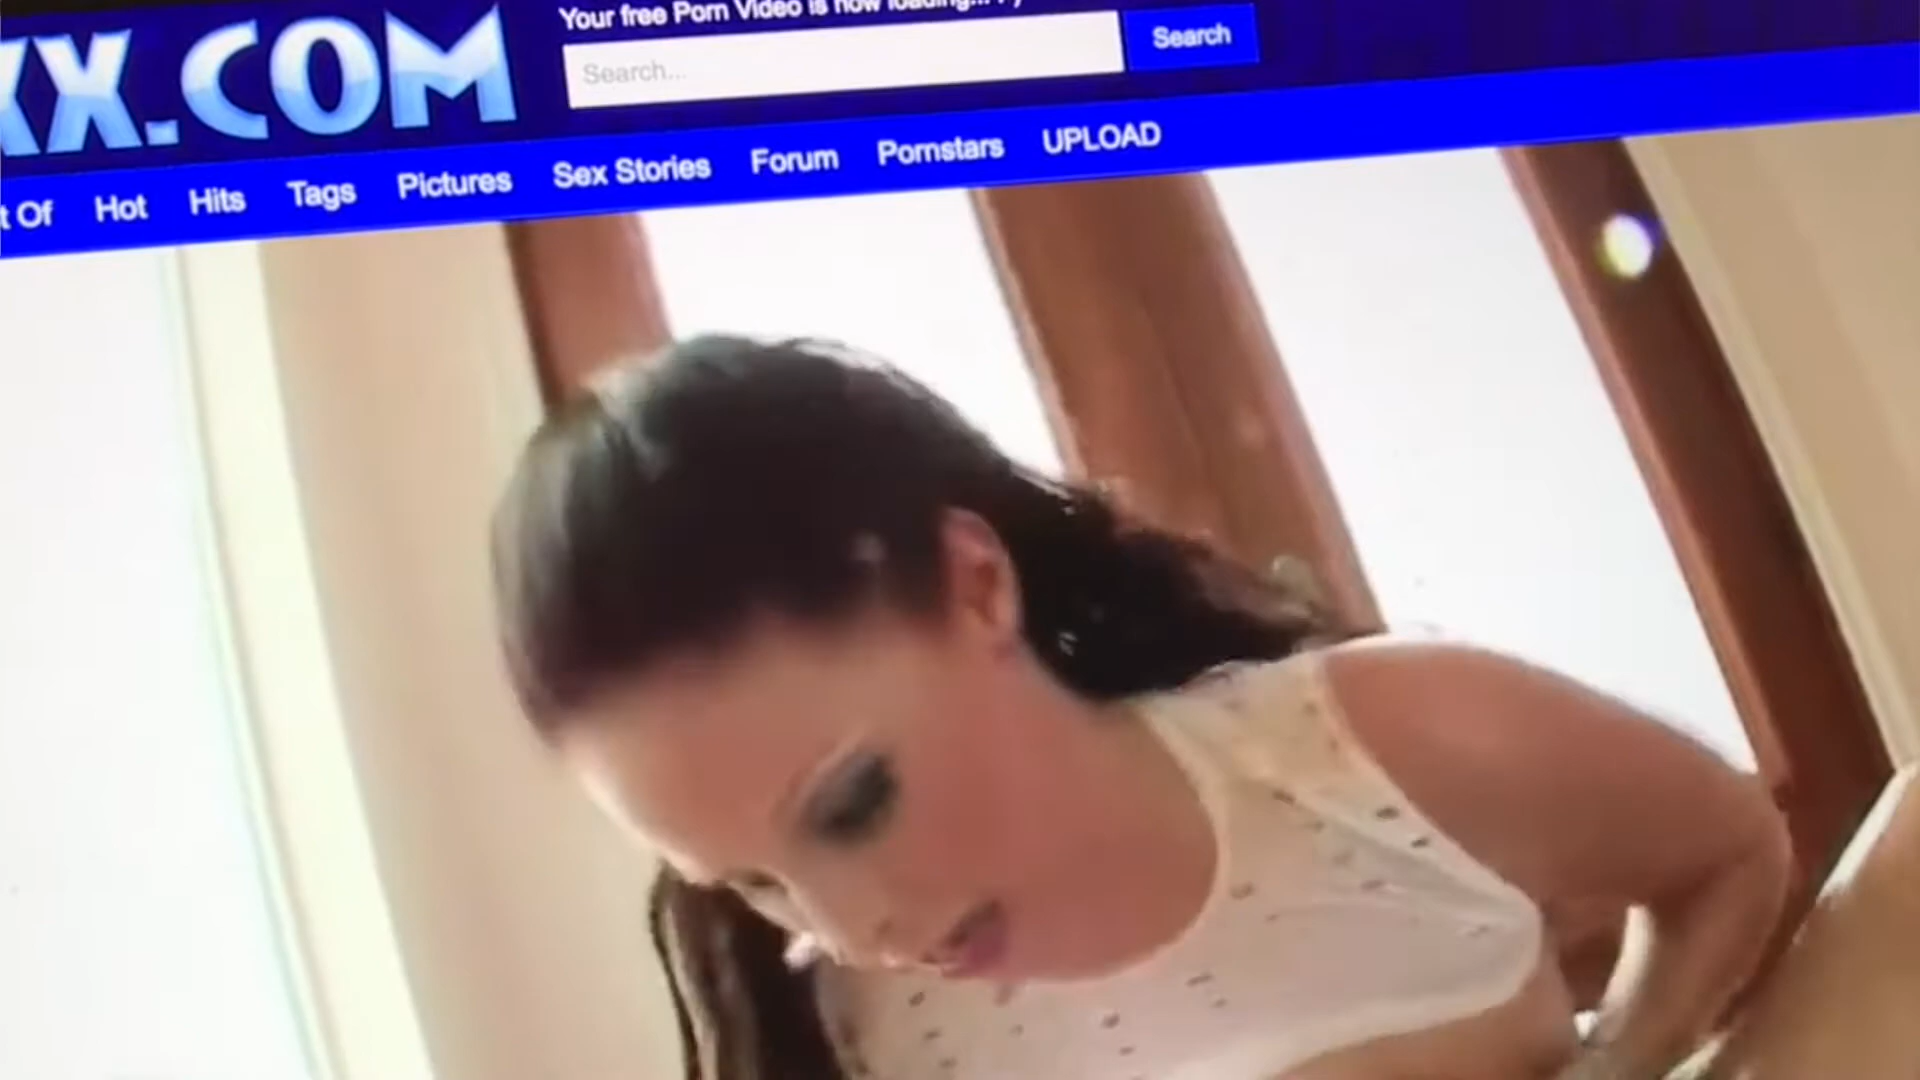 Your free Porn Video is now loading...
XX.COM
Search...
Search
Of
Hot
Hits
Tags
Pictures
Sex Stories
Forum
Pornstars
UPLOAD